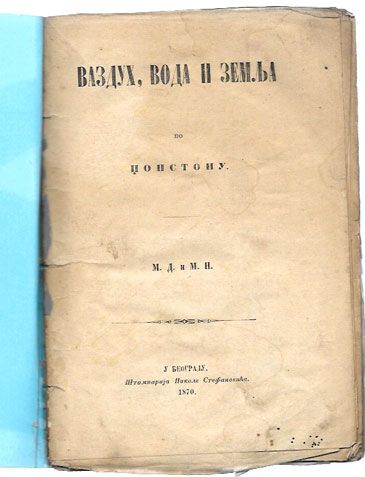 ВАЗДУХ, ВОДА И ЗЕМЉА
ПО
ЏОНСТОНУ.
М. Д. и М. Н.
У БЕОГРАДУ.
Штампарија Николе Стефановића.
1870.